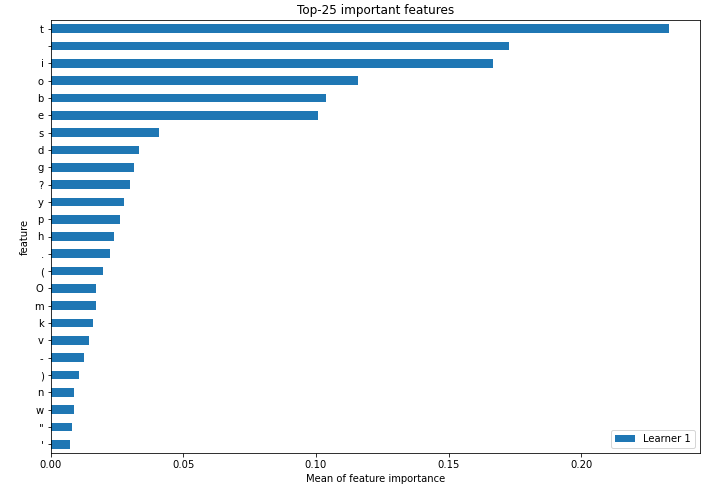 Top-25 important features
t
i
o
b
e
s
d
g
?
y
p
h
.
(
O
m
k
v
-
)
n
w
"
'
feature
0.00 0.05 0.10 0.15 0.20
Mean of feature importance
Learner 1